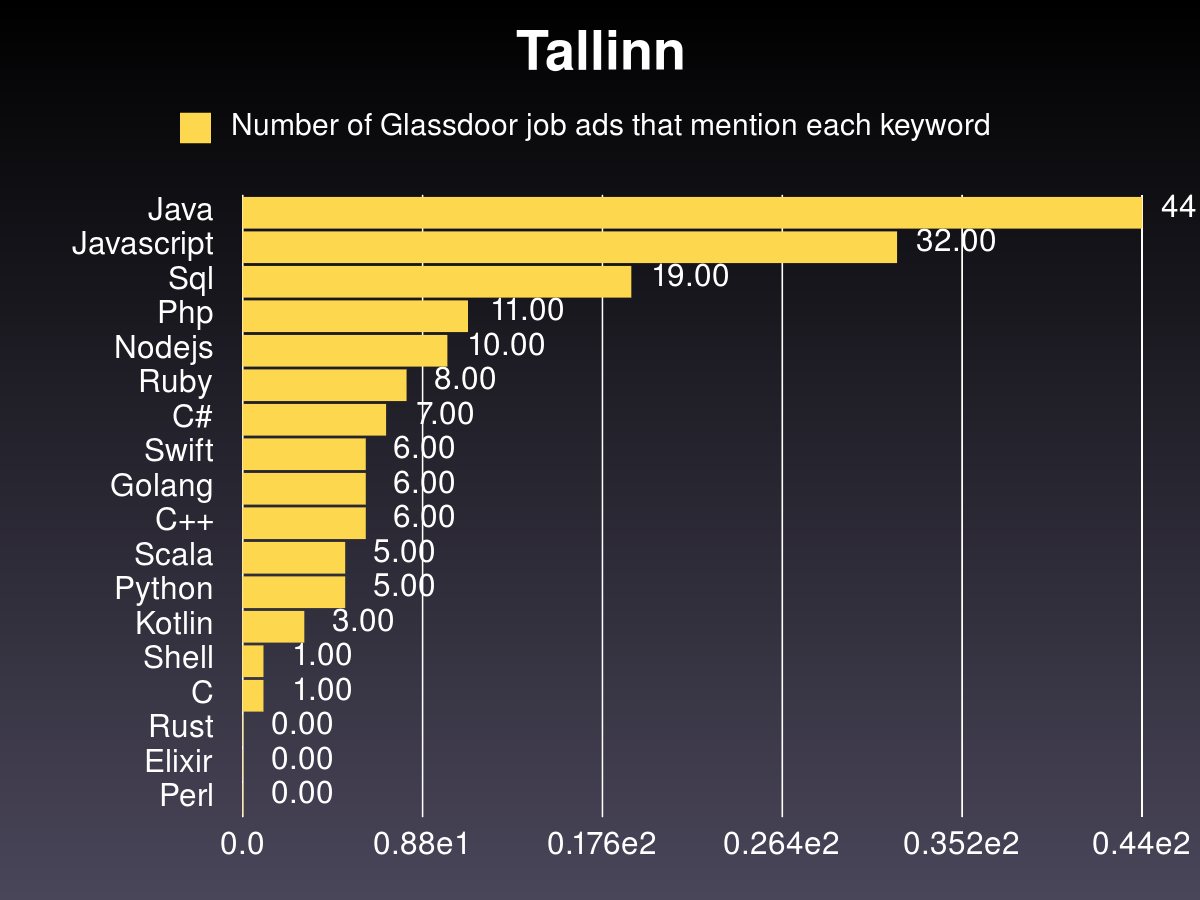 Tallinn
Number of Glassdoor job ads that mention each keyword
Java 44
Javascript 32.00
Sql 19.00
Php 11.00
Nodejs 10.00
Ruby 8.00
C# 7.00
Swift 6.00
Golang 6.00
C++ 6.00
Scala 5.00
Python 5.00
Kotlin 3.00
Shell 1.00
C 1.00
Rust 0.00
Elixir 0.00
Perl 0.00
0.0 0.88e1 0.176e2 0.264e2 0.352e2 0.44e2